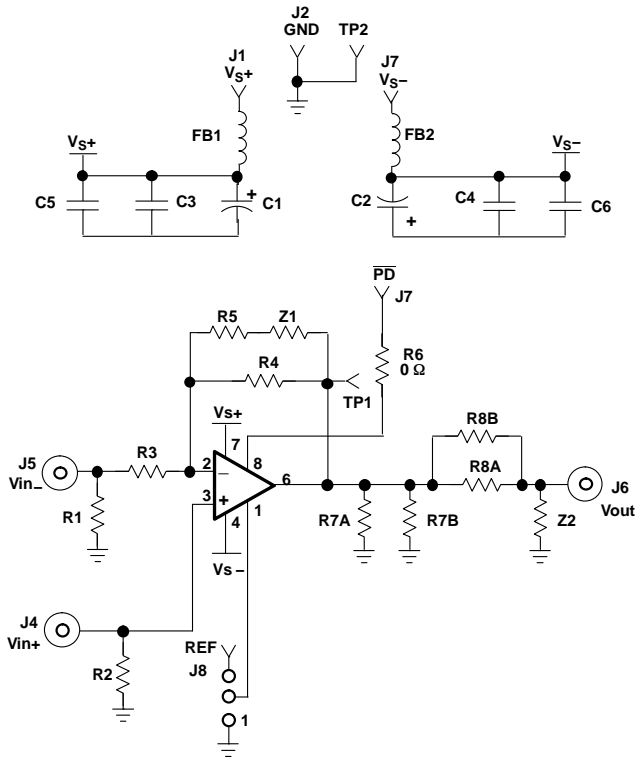 J2
GND
TP2
J1
VS+
J7
VS−
FB1
FB2
VS+
VS−
C5
C3
C1
+
C2
+
C4
C6
PD
J7
R5
Z1
R4
R6
0 Ω
TP1
Vs+
7
8
R8B
J5
Vin−
R3
2
−
6
R8A
J6
Vout
3
+
1
R1
4
R7A
R7B
Z2
Vs−
J4
Vin+
R2
REF
J8
1